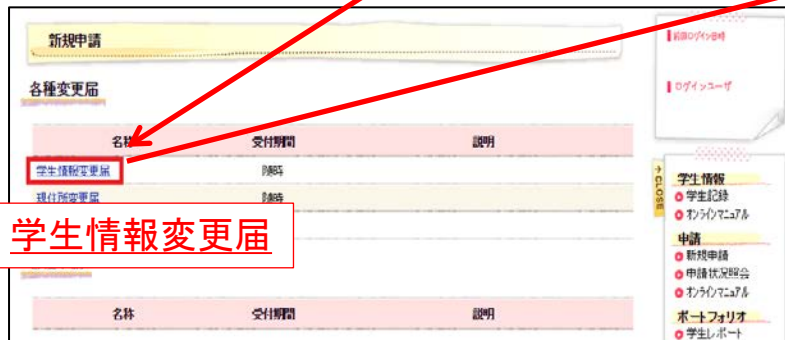 新規申請
各種変更届
名称 受付期間 説明
学生情報変更届 随時
現住所変更届 随時
学生情報変更届
名称 受付期間 説明
前回ログイン日時
ログインユーザ
CLOSE
学生情報
学生記録
オンラインマニュアル
申請
新規申請
申請状況照会
オンラインマニュアル
ポートフォリオ
学生レポート